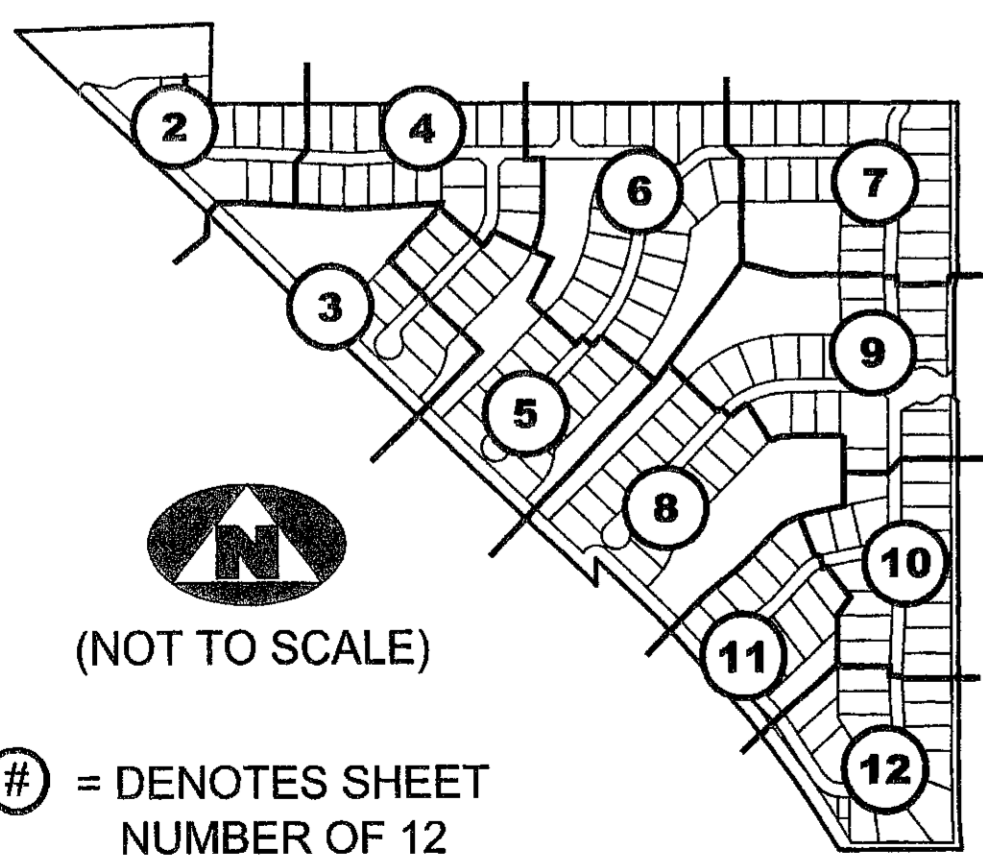 2
4
6
7
3
9
5
8
10
11
12
N
(NOT TO SCALE)
# = DENOTES SHEET
NUMBER OF 12